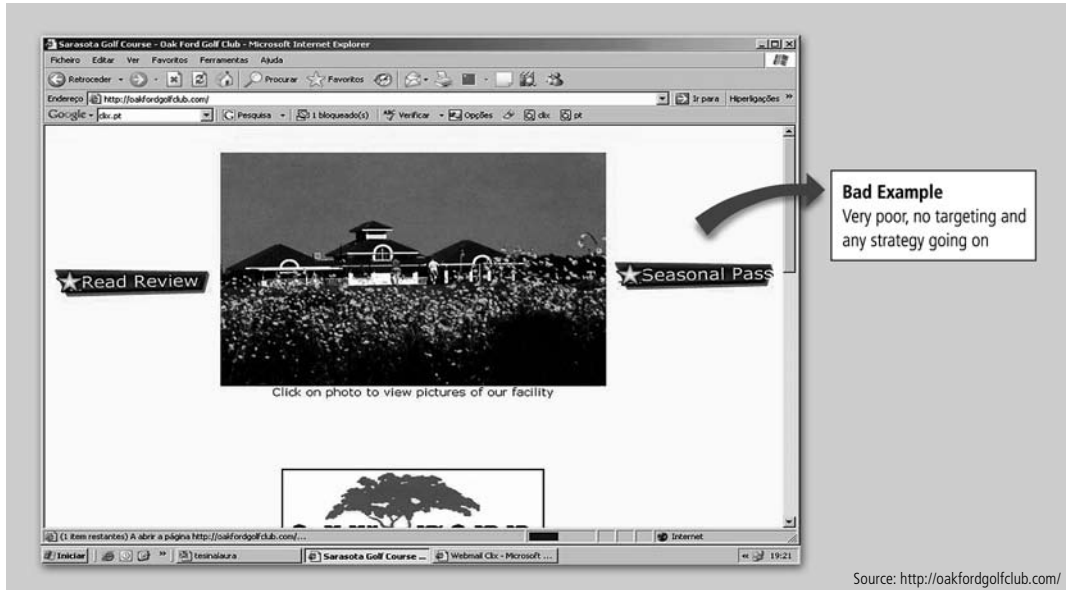 Sarasota Golf Course - Oak Ford Golf Club - Microsoft Internet Explorer
Ficheiro Editar Ver Favoritos Ferramentas Ajuda
Retroceder Procurar Favoritos
Endereço http://oakfordgolfclub.com/ Ir para Hiperligações »
Google clix.pt Pesquisa 1 bloqueado(s) Verificar Opções clix pt
Read Review
Seasonal Pass
Click on photo to view pictures of our facility
Bad Example
Very poor, no targeting and
any strategy going on
(1 item restantes) A abrir a página http://oakfordgolfclub.com/... Internet
Iniciar » tesinalaura Sarasota Golf Course ... Webmail Clix - Microsoft ... « 19:21
Source: http://oakfordgolfclub.com/